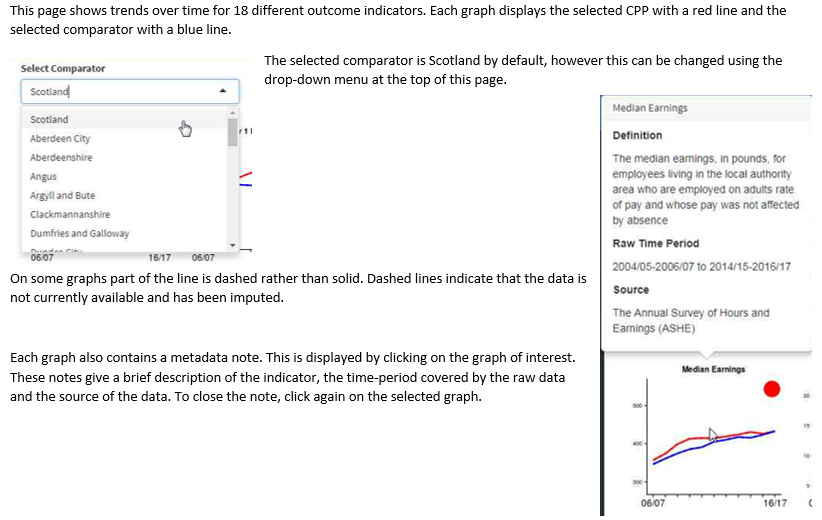 This page shows trends over time for 18 different outcome indicators. Each graph displays the selected CPP with a red line and the
selected comparator with a blue line.
The selected comparator is Scotland by default, however this can be changed using the
drop-down menu at the top of this page.
Select Comparator
Scotland
Scotland
Aberdeen City
Aberdeenshire
Angus
Argyll and Bute
Clackmannanshire
Dumfries and Galloway
06/07 16/17 06/07
On some graphs part of the line is dashed rather than solid. Dashed lines indicate that the data is
not currently available and has been imputed.
Each graph also contains a metadata note. This is displayed by clicking on the graph of interest.
These notes give a brief description of the indicator, the time-period covered by the raw data
and the source of the data. To close the note, click again on the selected graph.
Median Earnings
Definition
The median earnings, in pounds, for
employees living in the local authority
area who are employed on adults rate
of pay and whose pay was not affected
by absence
Raw Time Period
2004/05-2006/07 to 2014/15-2016/17
Source
The Annual Survey of Hours and
Earnings (ASHE)
Median Earnings
20
500
15
400
10
300
5
06/07 16/17